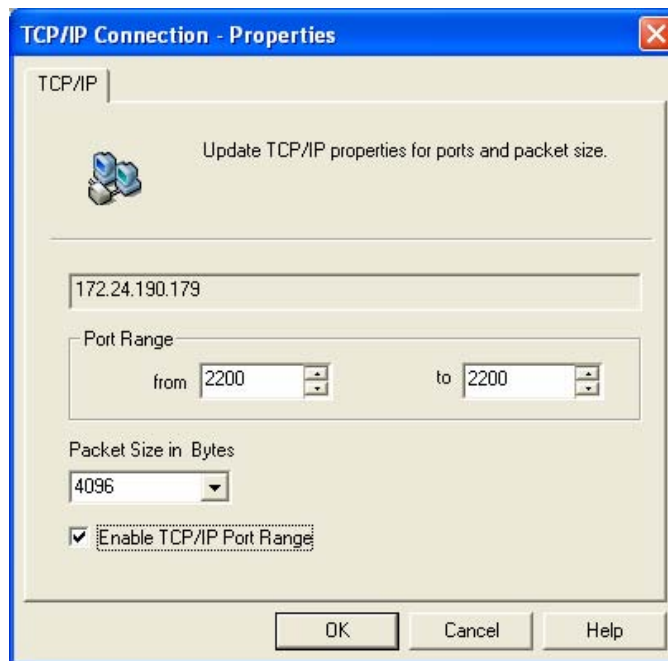 TCP/IP Connection - Properties
TCP/IP
Update TCP/IP properties for ports and packet size.
172.24.190.179
Port Range
from 2200 to 2200
Packet Size in Bytes
4096
Enable TCP/IP Port Range
OK Cancel Help